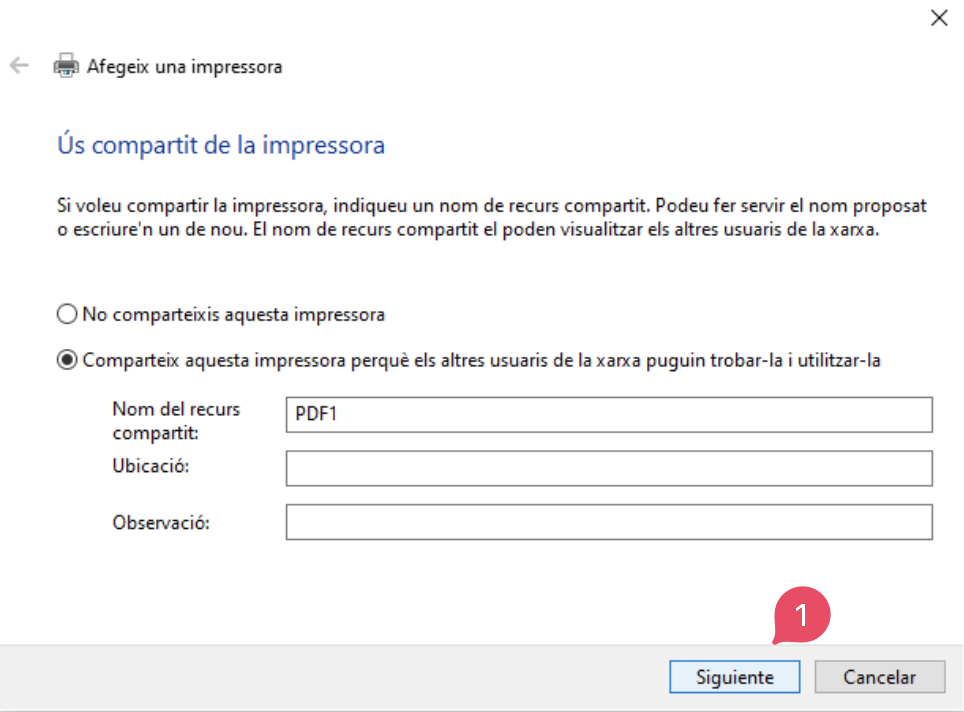 Afegeix una impressora
Ús compartit de la impressora
Si voleu compartir la impressora, indiqueu un nom de recurs compartit. Podeu fer servir el nom proposat
o escriure'n un de nou. El nom de recurs compartit el poden visualitzar els altres usuaris de la xarxa.
No comparteixis aquesta impressora
Comparteix aquesta impressora perquè els altres usuaris de la xarxa puguin trobar-la i utilitzar-la
Nom del recurs
compartit:
PDF1
Ubicació:
Observació:
1
Siguiente
Cancelar